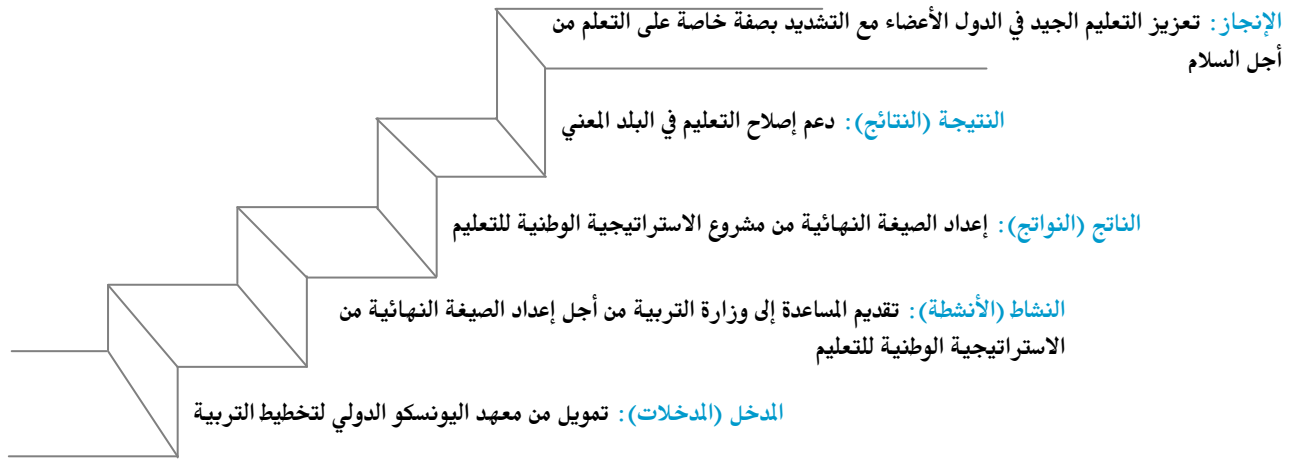 الإنجاز: تعزيز التعليم الجيد في الدول الأعضاء مع التشديد بصفة خاصة على التعلم من
أجل السلام
النتيجة (النتائج): دعم إصلاح التعليم في البلد المعني
الناتج (النواتج): إعداد الصيغة النهائية من مشروع الاستراتيجية الوطنية للتعليم
النشاط (الأنشطة): تقديم المساعدة إلى وزارة التربية من أجل إعداد الصيغة النهائية من
الاستراتيجية الوطنية للتعليم
المدخل (المدخلات): تمويل من معهد اليونسكو الدولي لتخطيط التربية